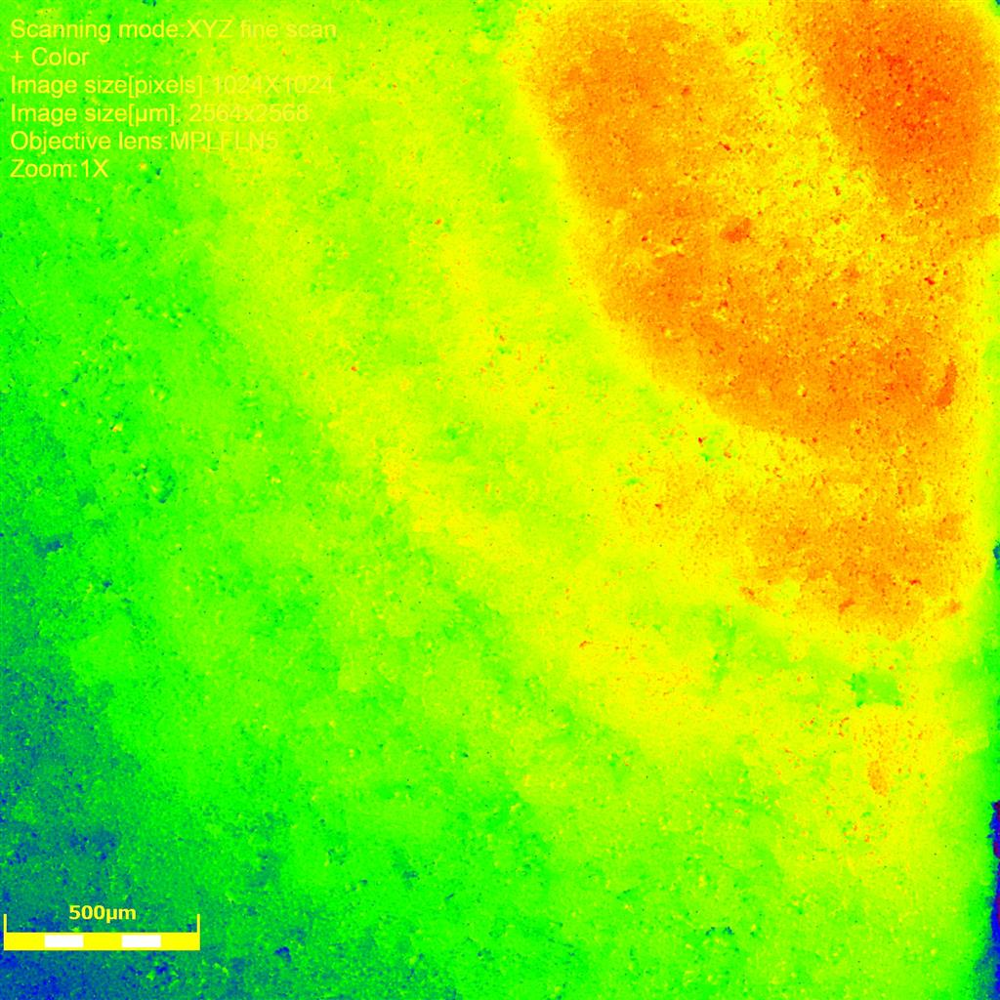 Scanning mode:XYZ fine scan
+ Color
Image size[pixels]:1024X1024
Image size[µm]: 2564x2568
Objective lens:MPLFLN5
Zoom:1X
500µm